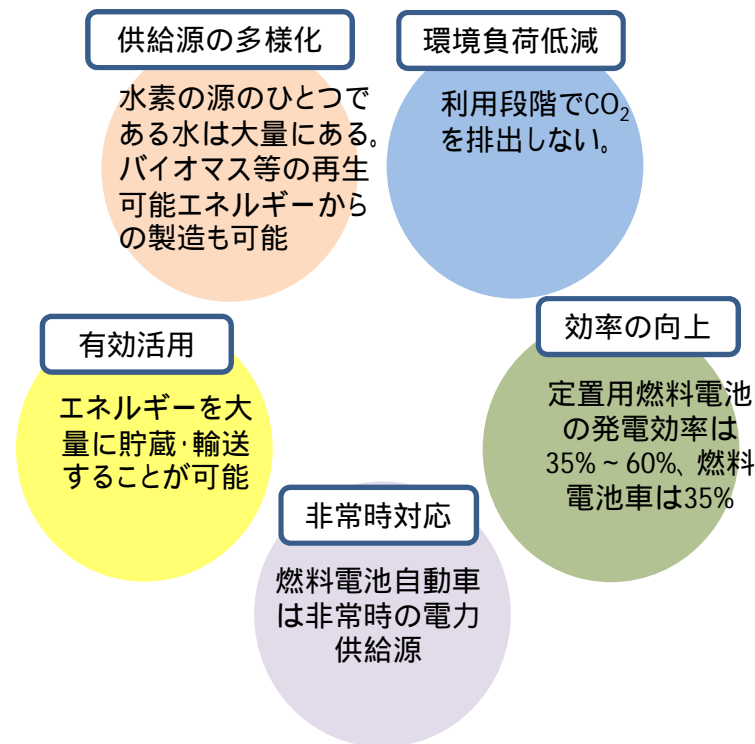 供給源の多様化
水素の源のひとつで
ある水は大量にある。
バイオマス等の再生
可能エネルギーから
の製造も可能
環境負荷低減
利用段階でCO₂
を排出しない。
有効活用
エネルギーを大
量に貯蔵・輸送
することが可能
効率の向上
定置用燃料電池
の発電効率は
35%~60%、燃料
電池車は35%
非常時対応
燃料電池自動車
は非常時の電力
供給源